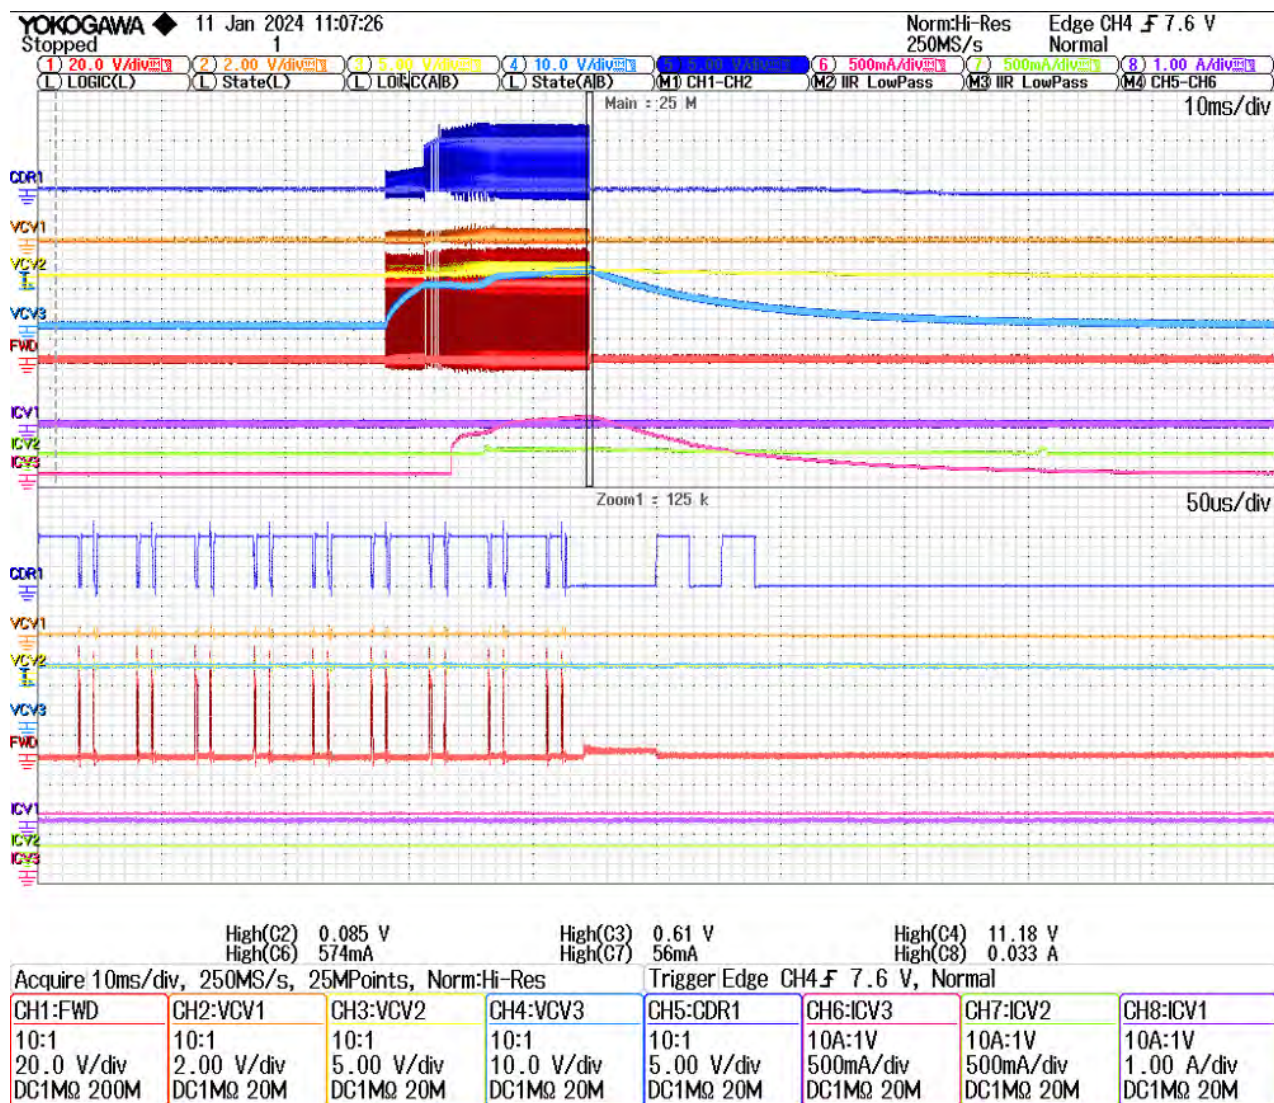 YOKOGAWA ◆ 11 Jan 2024 11:07:26 Norm:Hi-Res Edge CH4 ⨍ 7.6 V
Stopped 1 250MS/s Normal
1 20.0 V/div 2 2.00 V/div 3 5.00 V/div 4 10.0 V/div 5 5.00 V/div 6 500mA/div 7 500mA/div 8 1.00 A/div
L LOGIC(L) L State(L) L LOGIC(A|B) L State(A|B) M1 CH1-CH2 M2 IIR LowPass M3 IIR LowPass M4 CH5-CH6
Main : 25 M 10ms/div
CDR1
VCV1
VCV2
VCV3
FWD
ICV1
ICV2
ICV3
Zoom1 : 125 k 50us/div
CDR1
VCV1
VCV2
VCV3
FWD
ICV1
ICV2
ICV3
High(C2) 0.085 V High(C3) 0.61 V High(C4) 11.18 V
High(C6) 574mA High(C7) 56mA High(C8) 0.033 A
Acquire 10ms/div, 250MS/s, 25MPoints, Norm:Hi-Res Trigger Edge CH4 ⨍ 7.6 V, Normal
CH1:FWD CH2:VCV1 CH3:VCV2 CH4:VCV3 CH5:CDR1 CH6:ICV3 CH7:ICV2 CH8:ICV1
10:1 10:1 10:1 10:1 10:1 10A:1V 10A:1V 10A:1V
20.0 V/div 2.00 V/div 5.00 V/div 10.0 V/div 5.00 V/div 500mA/div 500mA/div 1.00 A/div
DC1MΩ 200M DC1MΩ 20M DC1MΩ 20M DC1MΩ 20M DC1MΩ 20M DC1MΩ 20M DC1MΩ 20M DC1MΩ 20M